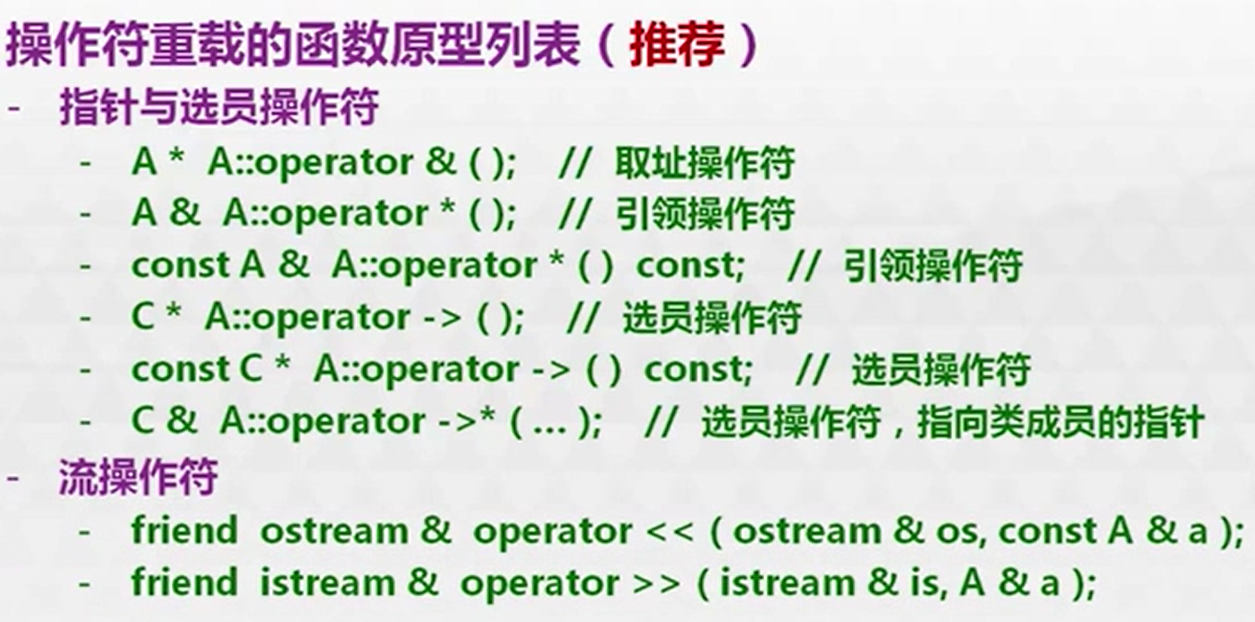 操作符重载的函数原型列表（推荐）
- 指针与选员操作符
- A * A::operator & ( ); // 取址操作符
- A & A::operator * ( ); // 引领操作符
- const A & A::operator * ( ) const; // 引领操作符
- C * A::operator -> ( ); // 选员操作符
- const C * A::operator -> ( ) const; // 选员操作符
- C & A::operator ->* ( ... ); // 选员操作符，指向类成员的指针
- 流操作符
- friend ostream & operator << ( ostream & os, const A & a );
- friend istream & operator >> ( istream & is, A & a );